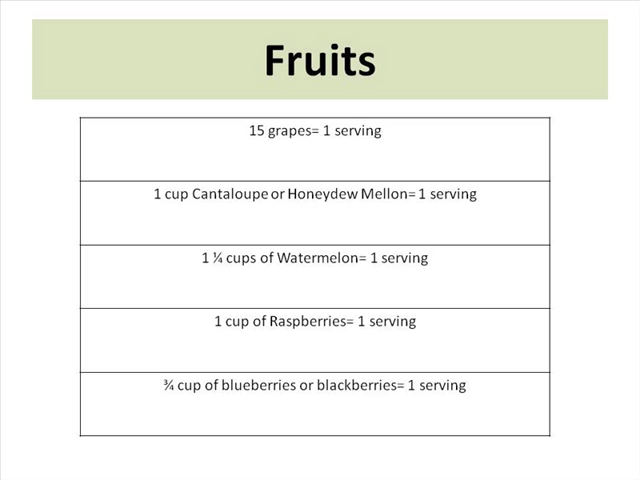 Fruits
15 grapes= 1 serving
1 cup Cantaloupe or Honeydew Mellon= 1 serving
1 ¼ cups of Watermelon= 1 serving
1 cup of Raspberries= 1 serving
¾ cup of blueberries or blackberries= 1 serving